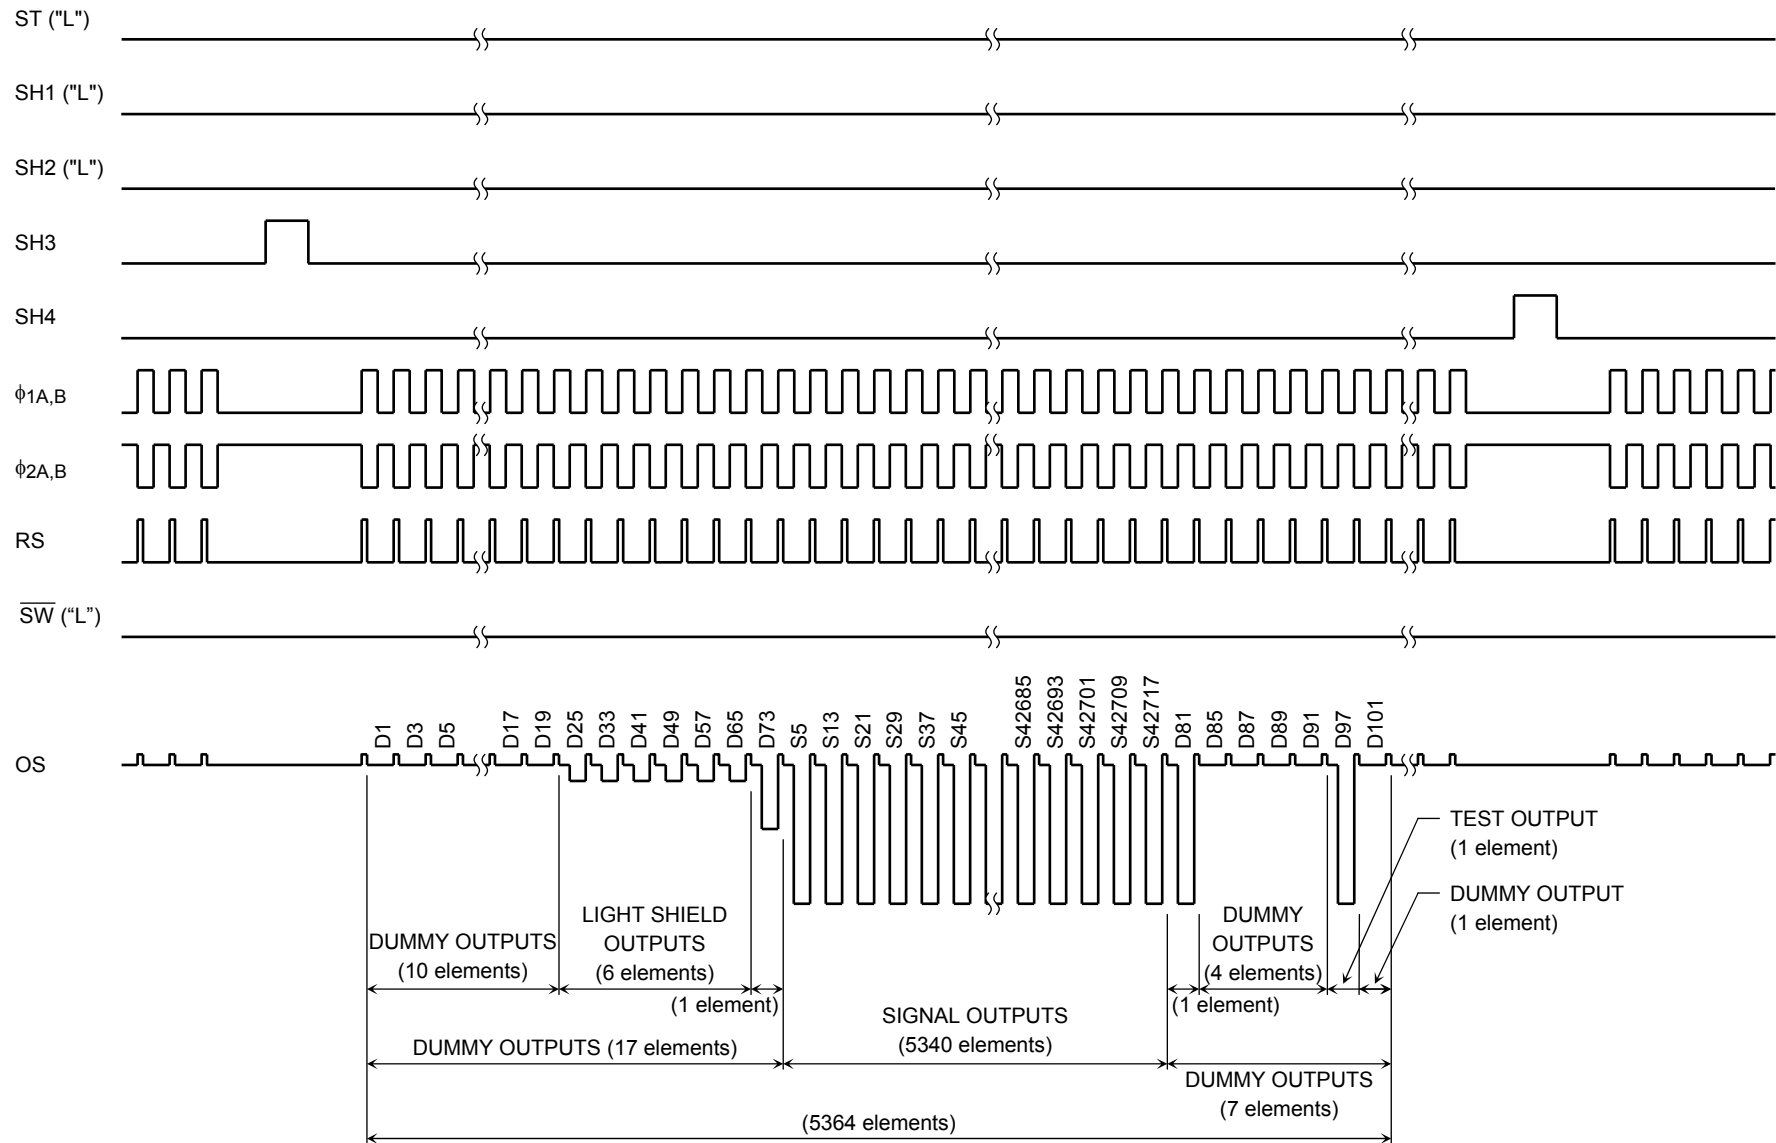 ST ("L")
SH1 ("L")
SH2 ("L")
SH3
SH4
ϕ1A,B
ϕ2A,B
RS
S̅W̅ (“L”)
OS
D1
D3
D5
D17
D19
D25
D33
D41
D49
D57
D65
D73
S5
S13
S21
S29
S37
S45
S42685
S42693
S42701
S42709
S42717
D81
D85
D87
D89
D91
D97
D101
TEST OUTPUT
(1 element)
DUMMY OUTPUT
(1 element)
DUMMY OUTPUTS
(10 elements)
LIGHT SHIELD
OUTPUTS
(6 elements)
(1 element)
DUMMY
OUTPUTS
(4 elements)
(1 element)
DUMMY OUTPUTS (17 elements)
SIGNAL OUTPUTS
(5340 elements)
DUMMY OUTPUTS
(7 elements)
(5364 elements)